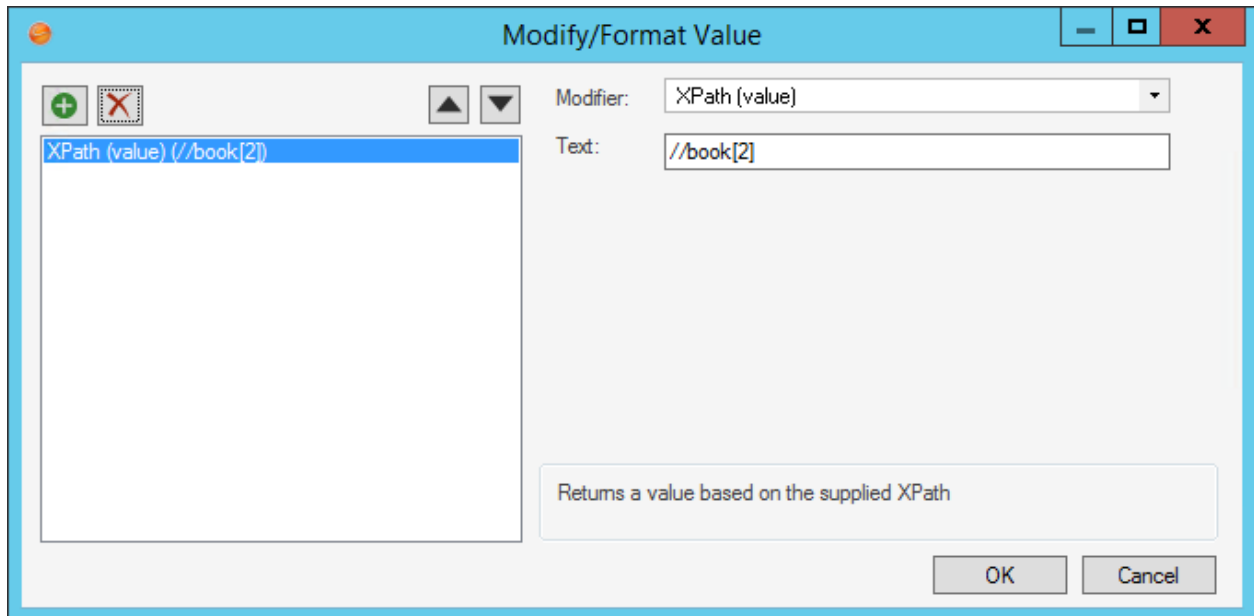 Modify/Format Value
Modifier:
XPath (value)
XPath (value) (//book[2])
Text:
//book[2]
Returns a value based on the supplied XPath
OK
Cancel